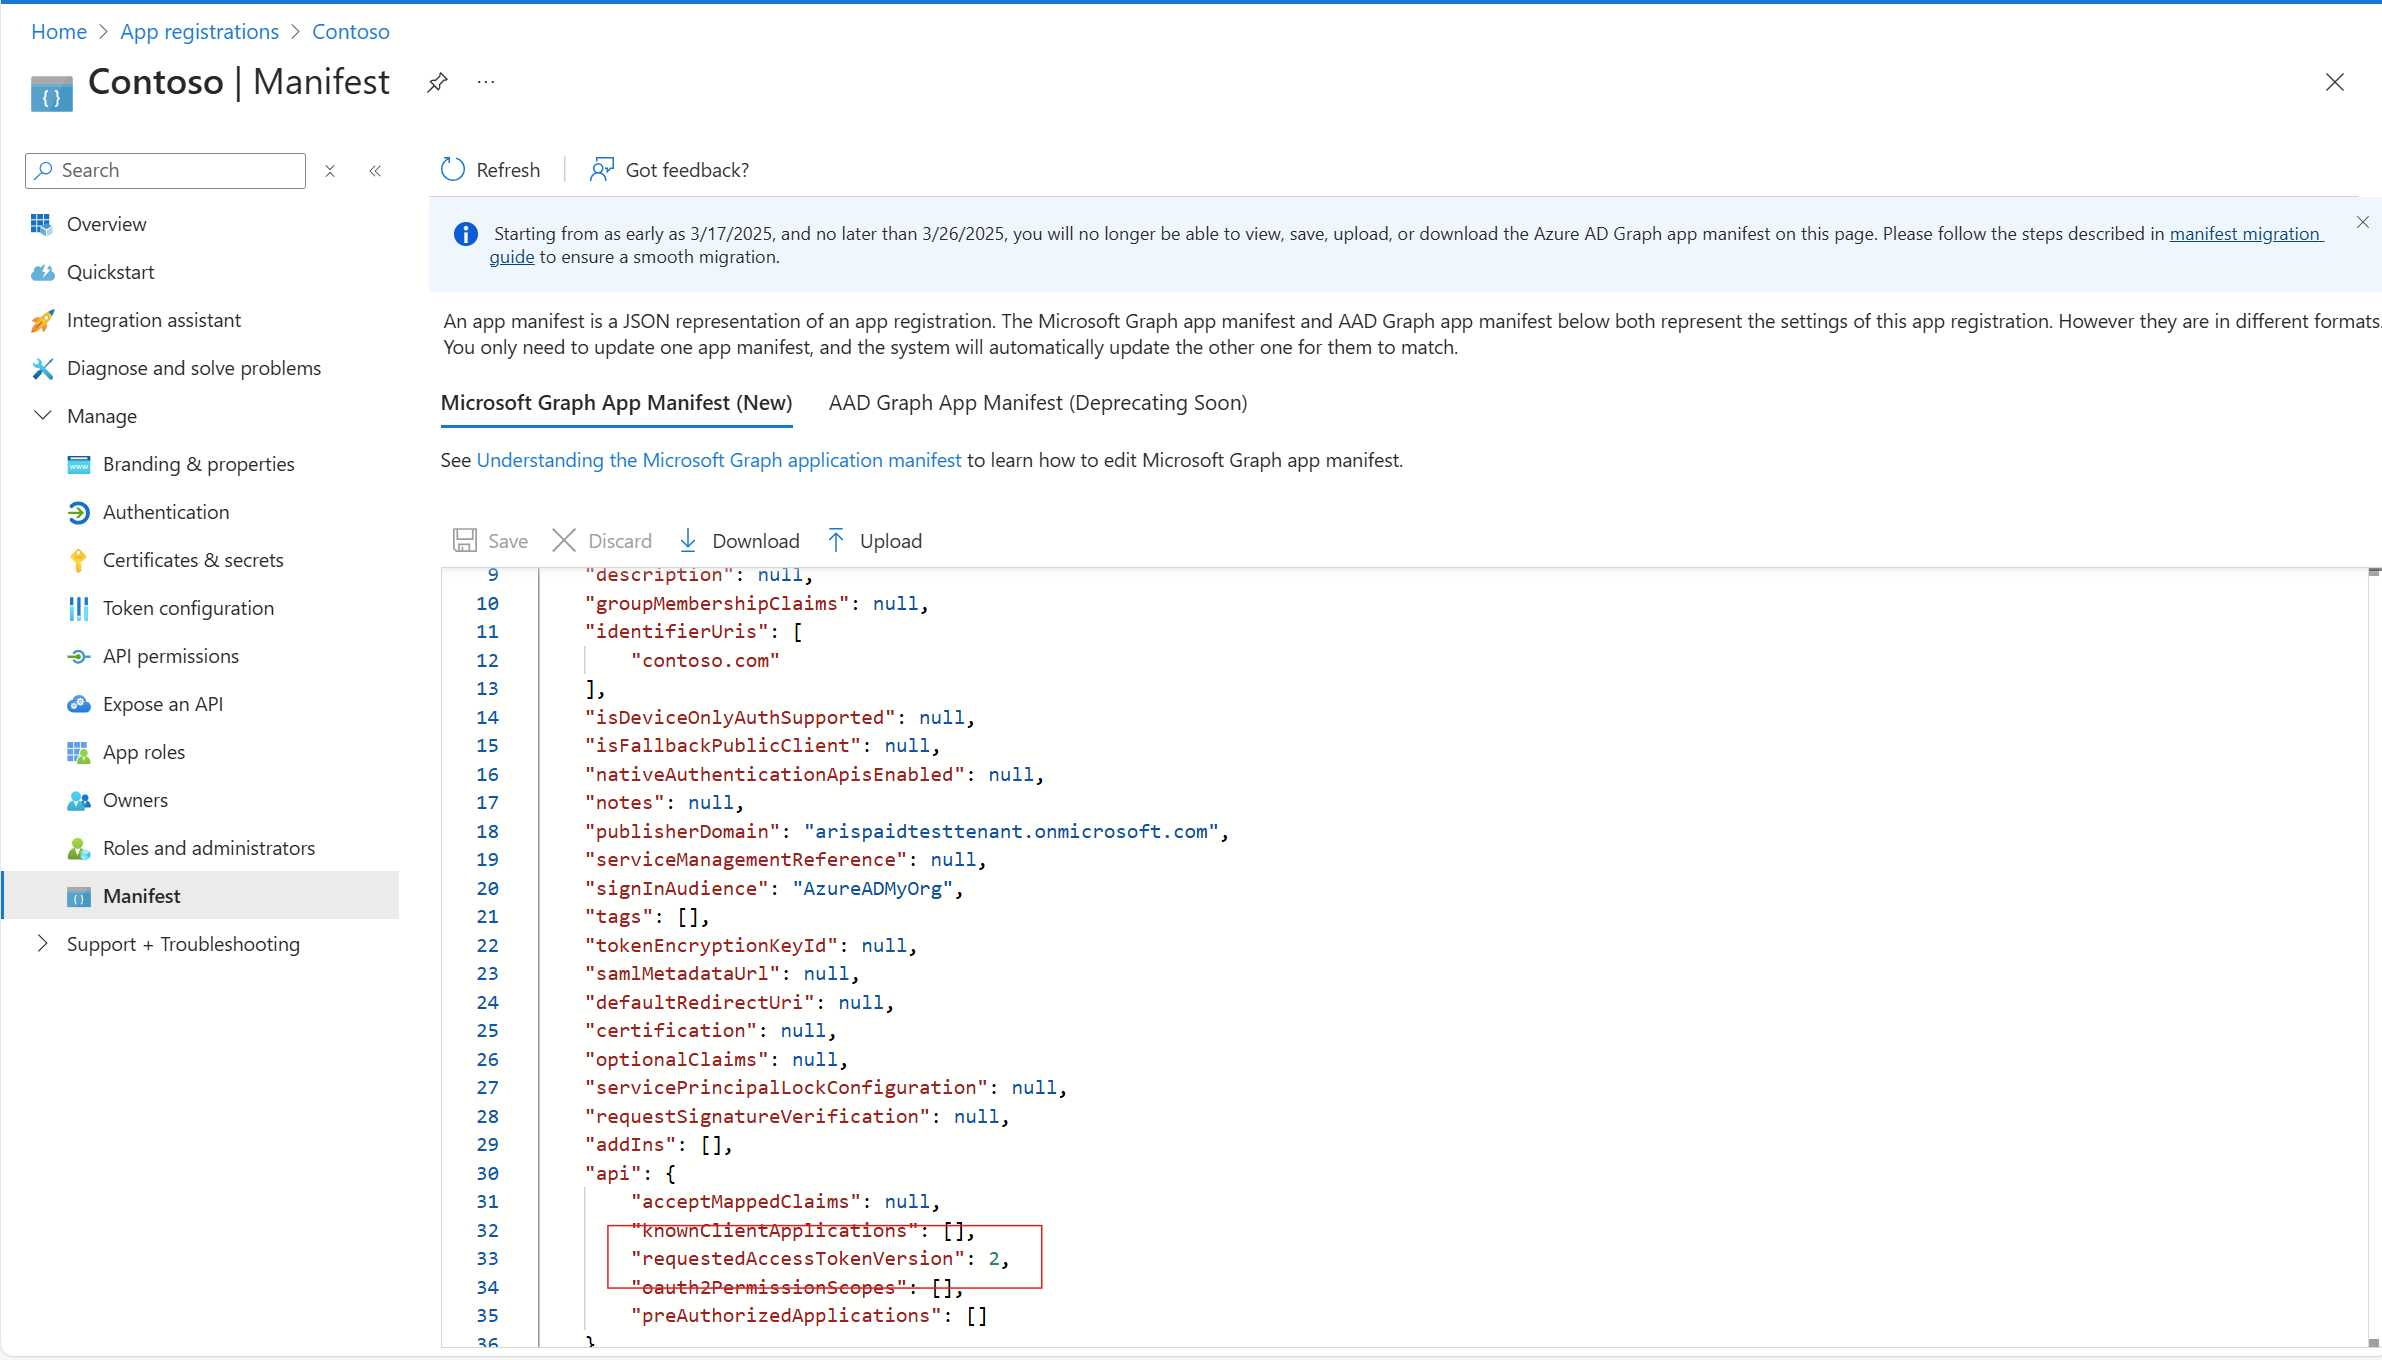 Home > App registrations > Contoso
Contoso | Manifest
Search
Overview
Quickstart
Integration assistant
Diagnose and solve problems
Manage
Branding & properties
Authentication
Certificates & secrets
Token configuration
API permissions
Expose an API
App roles
Owners
Roles and administrators
Manifest
Support + Troubleshooting
Refresh
Got feedback?
Starting from as early as 3/17/2025, and no later than 3/26/2025, you will no longer be able to view, save, upload, or download the Azure AD Graph app manifest on this page. Please follow the steps described in manifest migration
guide to ensure a smooth migration.
An app manifest is a JSON representation of an app registration. The Microsoft Graph app manifest and AAD Graph app manifest below both represent the settings of this app registration. However they are in different formats.
You only need to update one app manifest, and the system will automatically update the other one for them to match.
Microsoft Graph App Manifest (New) AAD Graph App Manifest (Deprecating Soon)
See Understanding the Microsoft Graph application manifest to learn how to edit Microsoft Graph app manifest.
Save Discard Download Upload
9 "description": null,
10 "groupMembershipClaims": null,
11 "identifierUris": [
12 "contoso.com"
13 ],
14 "isDeviceOnlyAuthSupported": null,
15 "isFallbackPublicClient": null,
16 "nativeAuthenticationApisEnabled": null,
17 "notes": null,
18 "publisherDomain": "arispaidtesttenant.onmicrosoft.com",
19 "serviceManagementReference": null,
20 "signInAudience": "AzureADMyOrg",
21 "tags": [],
22 "tokenEncryptionKeyId": null,
23 "samlMetadataUrl": null,
24 "defaultRedirectUri": null,
25 "certification": null,
26 "optionalClaims": null,
27 "servicePrincipalLockConfiguration": null,
28 "requestSignatureVerification": null,
29 "addIns": [],
30 "api": {
31 "acceptMappedClaims": null,
32 "knownClientApplications": [],
33 "requestedAccessTokenVersion": 2,
34 "oauth2PermissionScopes": [],
35 "preAuthorizedApplications": []
36 }